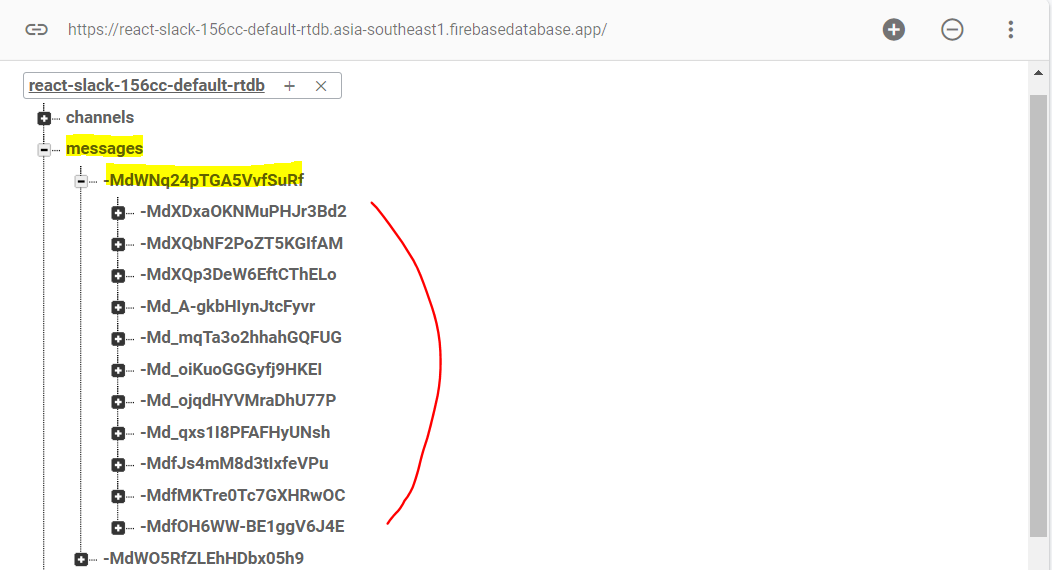 https://react-slack-156cc-default-rtdb.asia-southeast1.firebasedatabase.app/
react-slack-156cc-default-rtdb
channels
messages
-MdWNq24pTGA5VvfSuRf
-MdXDxaOKNMuPHJr3Bd2
-MdXQbNF2PoZT5KGIfAM
-MdXQp3DeW6EftCThELo
-Md_A-gkbHIynJtcFyvr
-Md_mqTa3o2hhahGQFUG
-Md_oiKuoGGGyfj9HKEI
-Md_ojqdHYVMraDhU77P
-Md_qxs1I8PFAFHyUNsh
-MdfJs4mM8d3tIxfeVPu
-MdfMKTre0Tc7GXHRwOC
-MdfOH6WW-BE1ggV6J4E
-MdWO5RfZLEhHDbx05h9